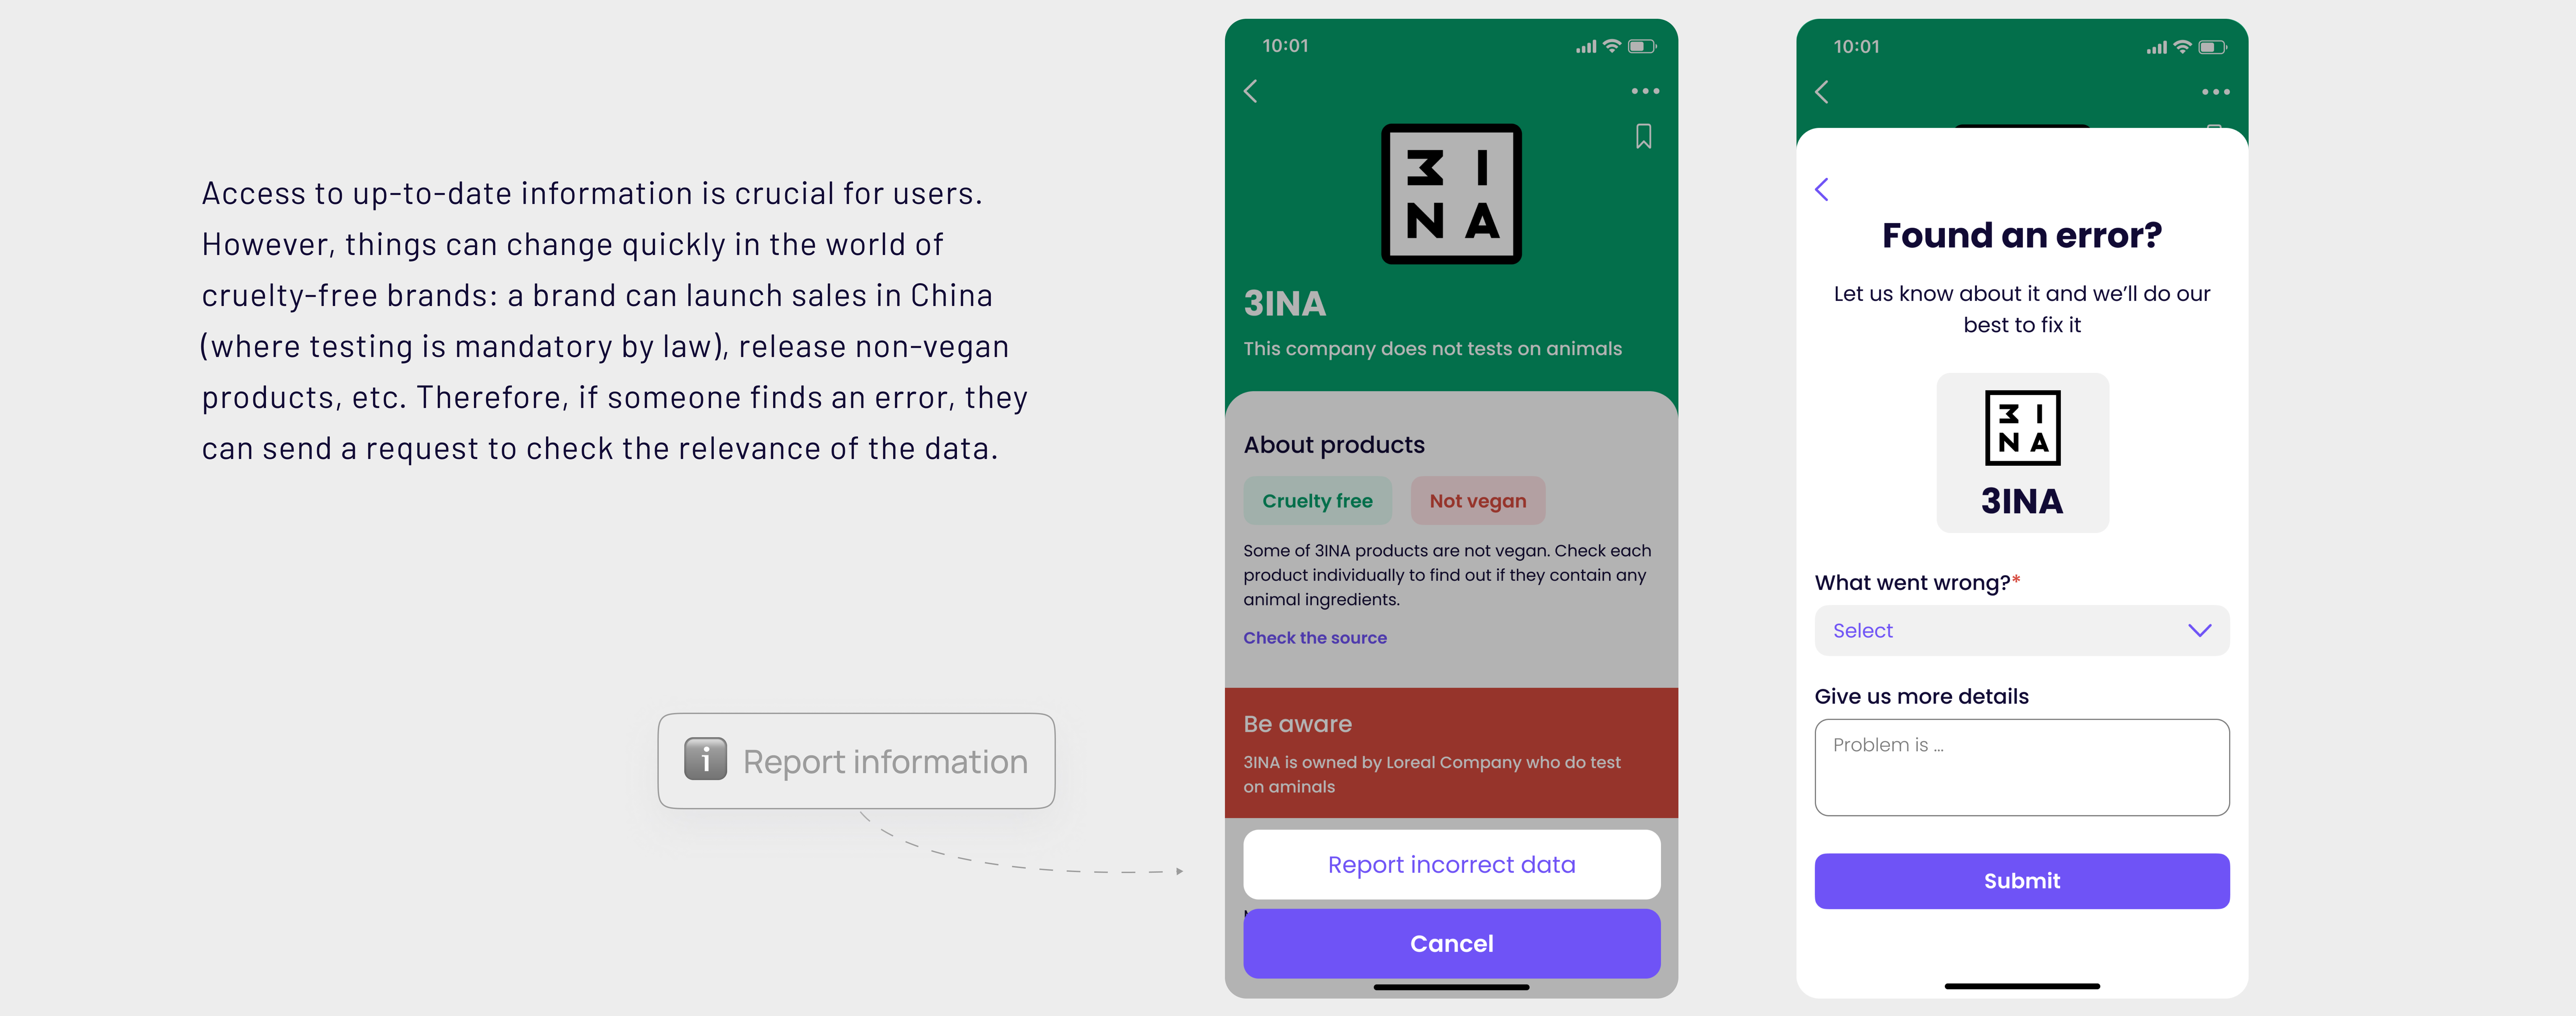 Access to up-to-date information is crucial for users.
However, things can change quickly in the world of
cruelty-free brands: a brand can launch sales in China
(where testing is mandatory by law), release non-vegan
products, etc. Therefore, if someone finds an error, they
can send a request to check the relevance of the data.
i Report information
10:01
3 I
N A
3INA
This company does not tests on animals
About products
Cruelty free Not vegan
Some of 3INA products are not vegan. Check each
product individually to find out if they contain any
animal ingredients.
Check the source
Be aware
3INA is owned by Loreal Company who do test
on aminals
Report incorrect data
Cancel
10:01
Found an error?
Let us know about it and we’ll do our
best to fix it
3 I
N A
3INA
What went wrong?*
Select
Give us more details
Problem is ...
Submit